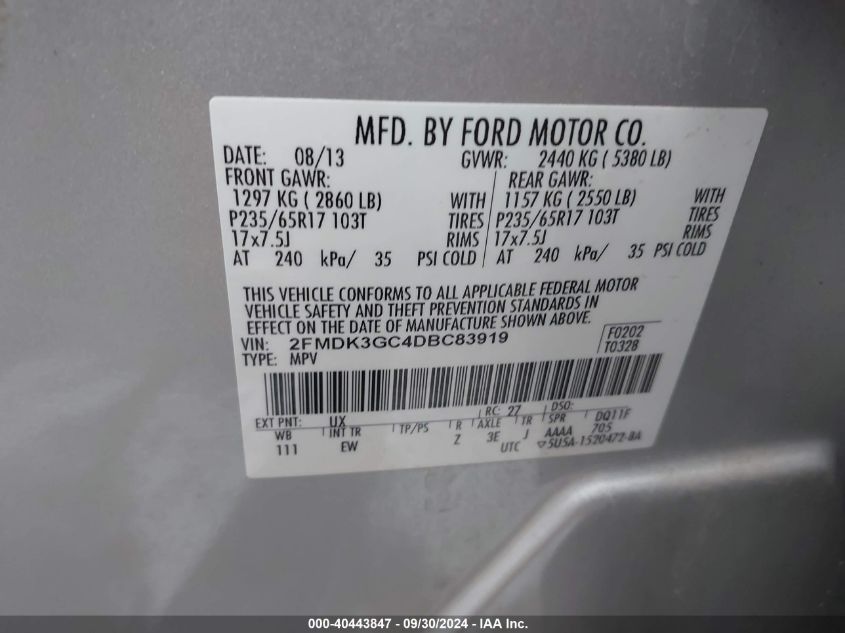 MFD. BY FORD MOTOR CO.
DATE: 08/13 GVWR: 2440 KG ( 5380 LB)
FRONT GAWR: REAR GAWR:
1297 KG ( 2860 LB) WITH 1157 KG ( 2550 LB) WITH
P235/65R17 103T TIRES P235/65R17 103T TIRES
17x7.5J RIMS 17x7.5J RIMS
AT 240 kPa/ 35 PSI COLD AT 240 kPa/ 35 PSI COLD
THIS VEHICLE CONFORMS TO ALL APPLICABLE FEDERAL MOTOR
VEHICLE SAFETY AND THEFT PREVENTION STANDARDS IN
EFFECT ON THE DATE OF MANUFACTURE SHOWN ABOVE.
VIN: 2FMDK3GC4DBC83919 F0202
TYPE: MPV T0328
EXT PNT: UX RC: 27 DSO:
WB INT TR TP/PS R AXLE TR SPR DQ11F
111 EW Z 3E J AAAA 705
UTC 5U5A-1520472-BA
000-40443847 - 09/30/2024 - IAA Inc.